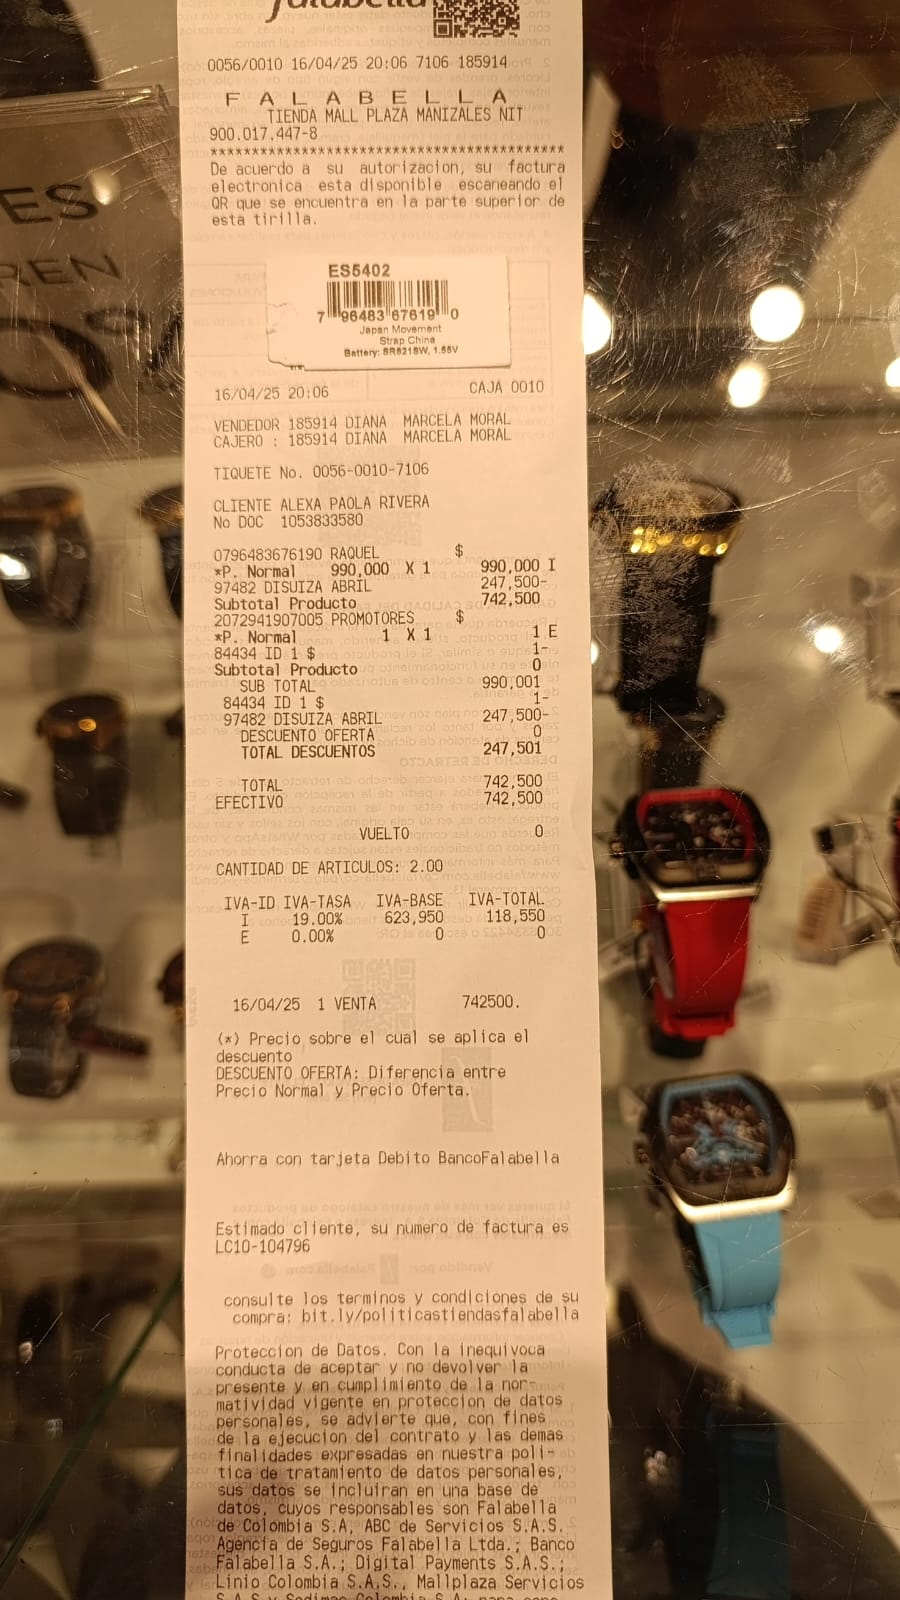 falabella
0056/0010 16/04/25 20:06 7106 185914
F A L A B E L L A
TIENDA MALL PLAZA MANIZALES NIT
900.017.447-8
******************************************
De acuerdo a su autorizacion, su factura
electronica esta disponible escaneando el
QR que se encuentra en la parte superior de
esta tirilla.
ES5402
7 96483 67619 0
Japan Movement
Strap China
Battery: SR621SW, 1.55V
16/04/25 20:06 CAJA 0010
VENDEDOR 185914 DIANA MARCELA MORAL
CAJERO : 185914 DIANA MARCELA MORAL
TIQUETE No. 0056-0010-7106
CLIENTE ALEXA PAOLA RIVERA
No DOC 1053833580
0796483676190 RAQUEL $
*P. Normal 990,000 X 1 990,000 I
97482 DISUIZA ABRIL 247,500-
Subtotal Producto 742,500
2072941907005 PROMOTORES $
*P. Normal 1 X 1 1 E
84434 ID 1 $ 1-
Subtotal Producto 0
SUB TOTAL 990,001
84434 ID 1 $ 1-
97482 DISUIZA ABRIL 247,500-
DESCUENTO OFERTA 0
TOTAL DESCUENTOS 247,501
TOTAL 742,500
EFECTIVO 742,500
VUELTO 0
CANTIDAD DE ARTICULOS: 2.00
IVA-ID IVA-TASA IVA-BASE IVA-TOTAL
I 19.00% 623,950 118,550
E 0.00% 0 0
16/04/25 1 VENTA 742500.
(*) Precio sobre el cual se aplica el
descuento
DESCUENTO OFERTA: Diferencia entre
Precio Normal y Precio Oferta.
Ahorra con tarjeta Debito BancoFalabella
Estimado cliente, su numero de factura es
LC10-104796
consulte los terminos y condiciones de su
compra: bit.ly/politicastiendasfalabella
Proteccion de Datos. Con la inequivoca
conducta de aceptar y no devolver la
presente y en cumplimiento de la nor-
matividad vigente en proteccion de datos
personales, se advierte que, con fines
de la ejecucion del contrato y las demas
finalidades expresadas en nuestra poli-
tica de tratamiento de datos personales,
sus datos se incluiran en una base de
datos, cuyos responsables son Falabella
de Colombia S.A, ABC de Servicios S.A.S.
Agencia de Seguros Falabella Ltda.; Banco
Falabella S.A.; Digital Payments S.A.S.;
Linio Colombia S.A.S., Mallplaza Servicios
S.A.S y Sodimac Colombia S.A;
ES
REN